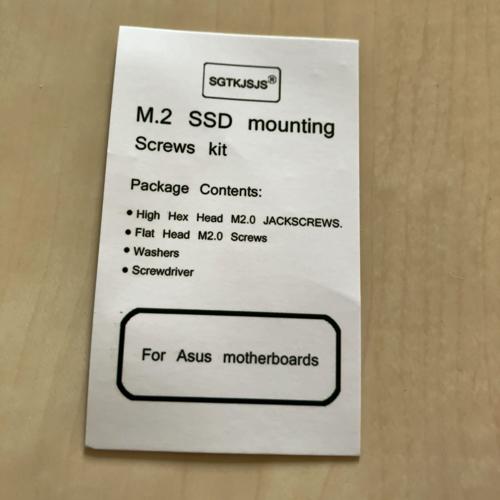 SGTKJSJS®
M.2 SSD mounting
Screws kit
Package Contents:
• High Hex Head M2.0 JACKSCREWS.
• Flat Head M2.0 Screws
• Washers
• Screwdriver
For Asus motherboards